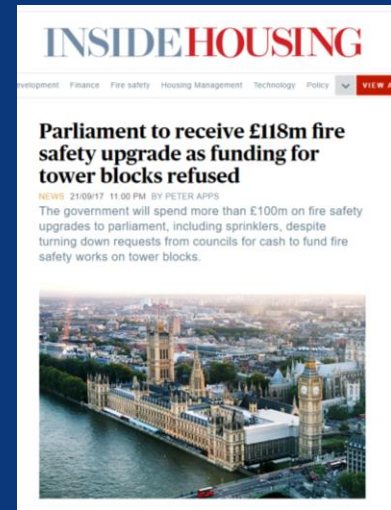 INSIDEHOUSING
Finance Fire safety Housing Management Technology Policy VIEW
Parliament to receive £118m fire
safety upgrade as funding for
tower blocks refused
NEWS 21/09/17 11:00 PM BY PETER APPS
The government will spend more than £100m on fire safety
upgrades to parliament, including sprinklers, despite
turning down requests from councils for cash to fund fire
safety works on tower blocks.